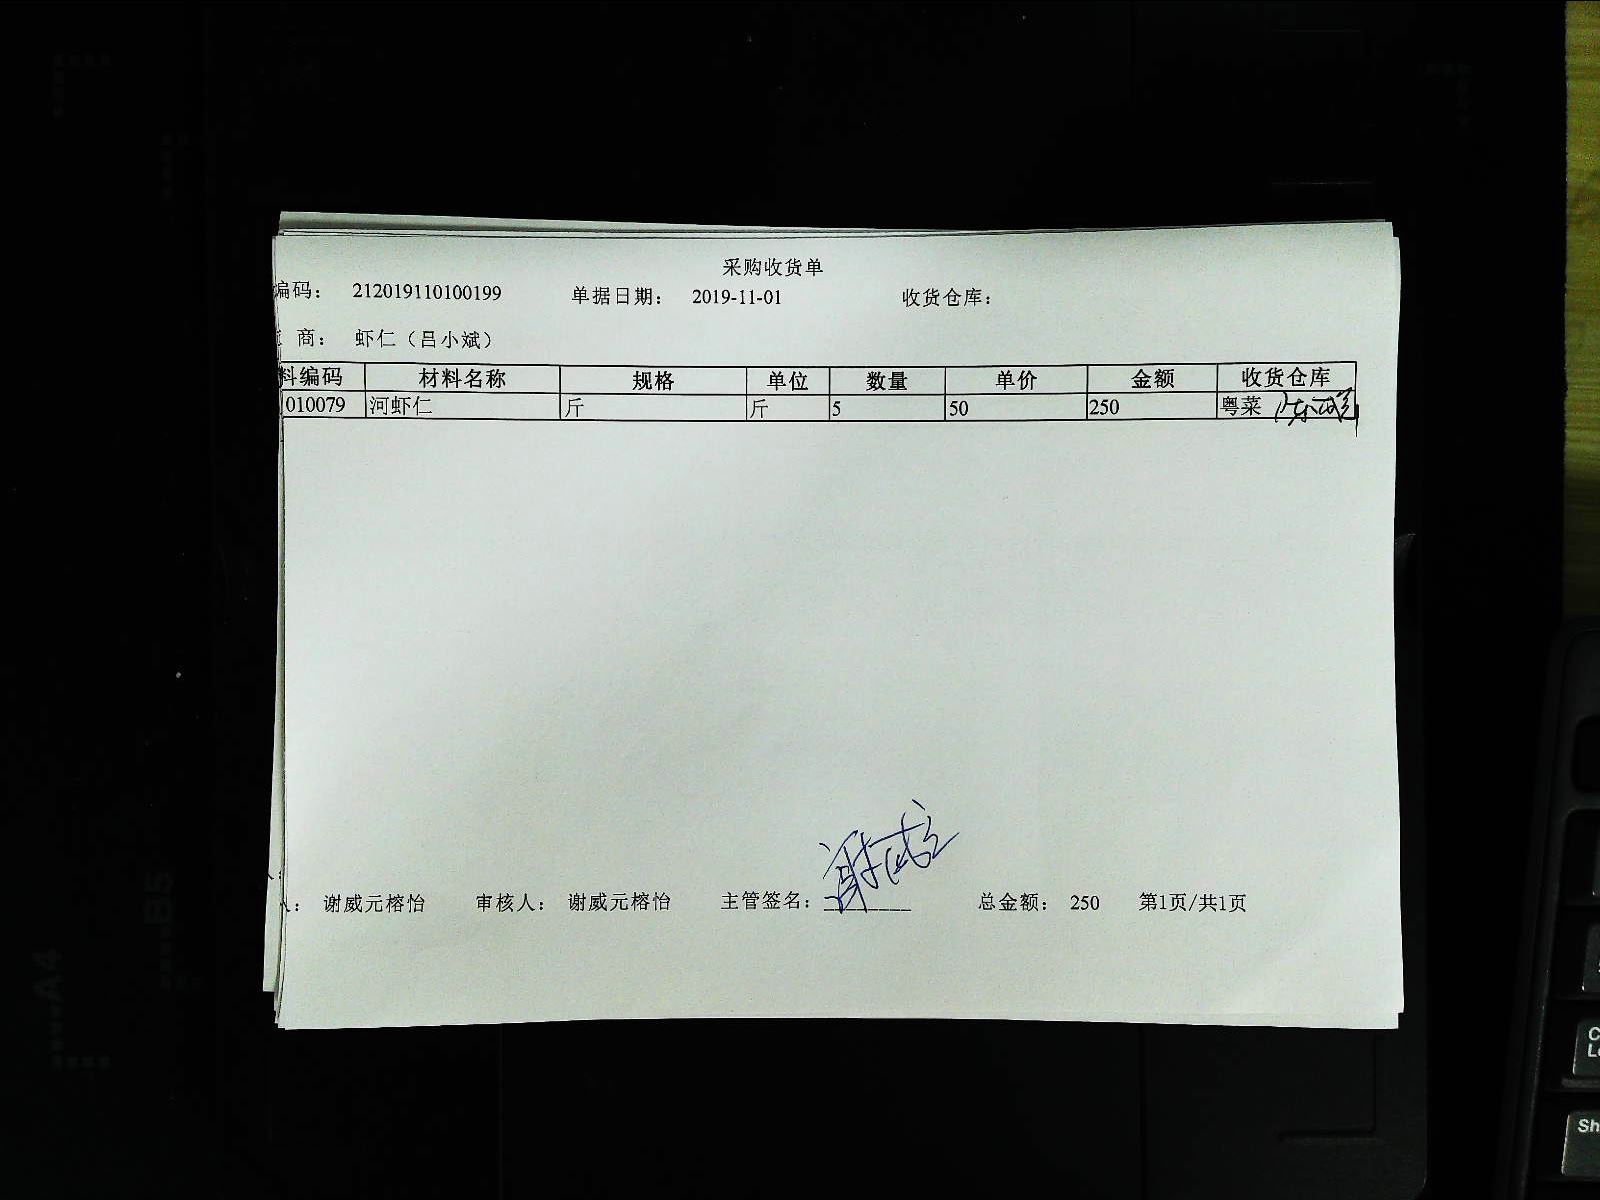 采购收货单
编码： 212019110100199 单据日期： 2019-11-01 收货仓库：
商： 虾仁（吕小斌）
料编码 材料名称 规格 单位 数量 单价 金额 收货仓库
010079 河虾仁 斤 斤 5 50 250 粤菜
人： 谢威元榕怡 审核人： 谢威元榕怡 主管签名： 总金额： 250 第1页/共1页
A4
B5
Sh